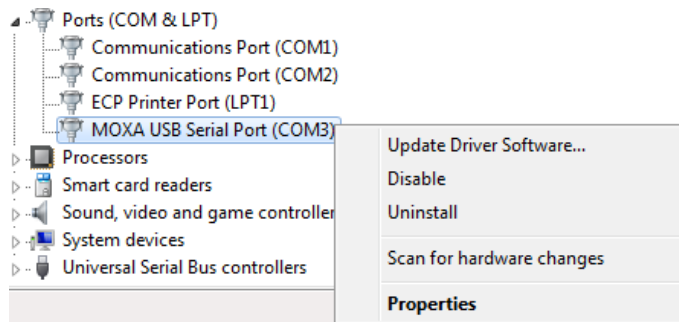 Ports (COM & LPT)
Communications Port (COM1)
Communications Port (COM2)
ECP Printer Port (LPT1)
MOXA USB Serial Port (COM3)
Processors
Smart card readers
Sound, video and game controller
System devices
Universal Serial Bus controllers
Update Driver Software...
Disable
Uninstall
Scan for hardware changes
Properties